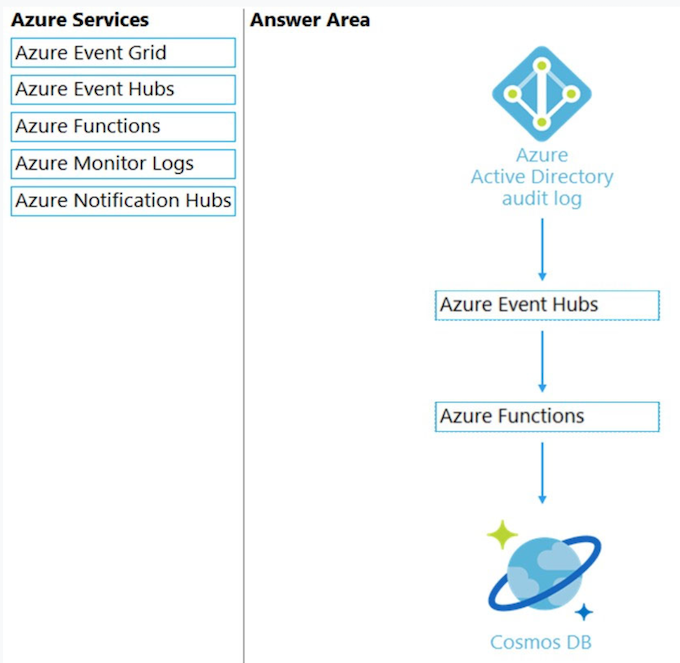 Azure Services
Azure Event Grid
Azure Event Hubs
Azure Functions
Azure Monitor Logs
Azure Notification Hubs
Answer Area
Azure
Active Directory
audit log
Azure Event Hubs
Azure Functions
Cosmos DB